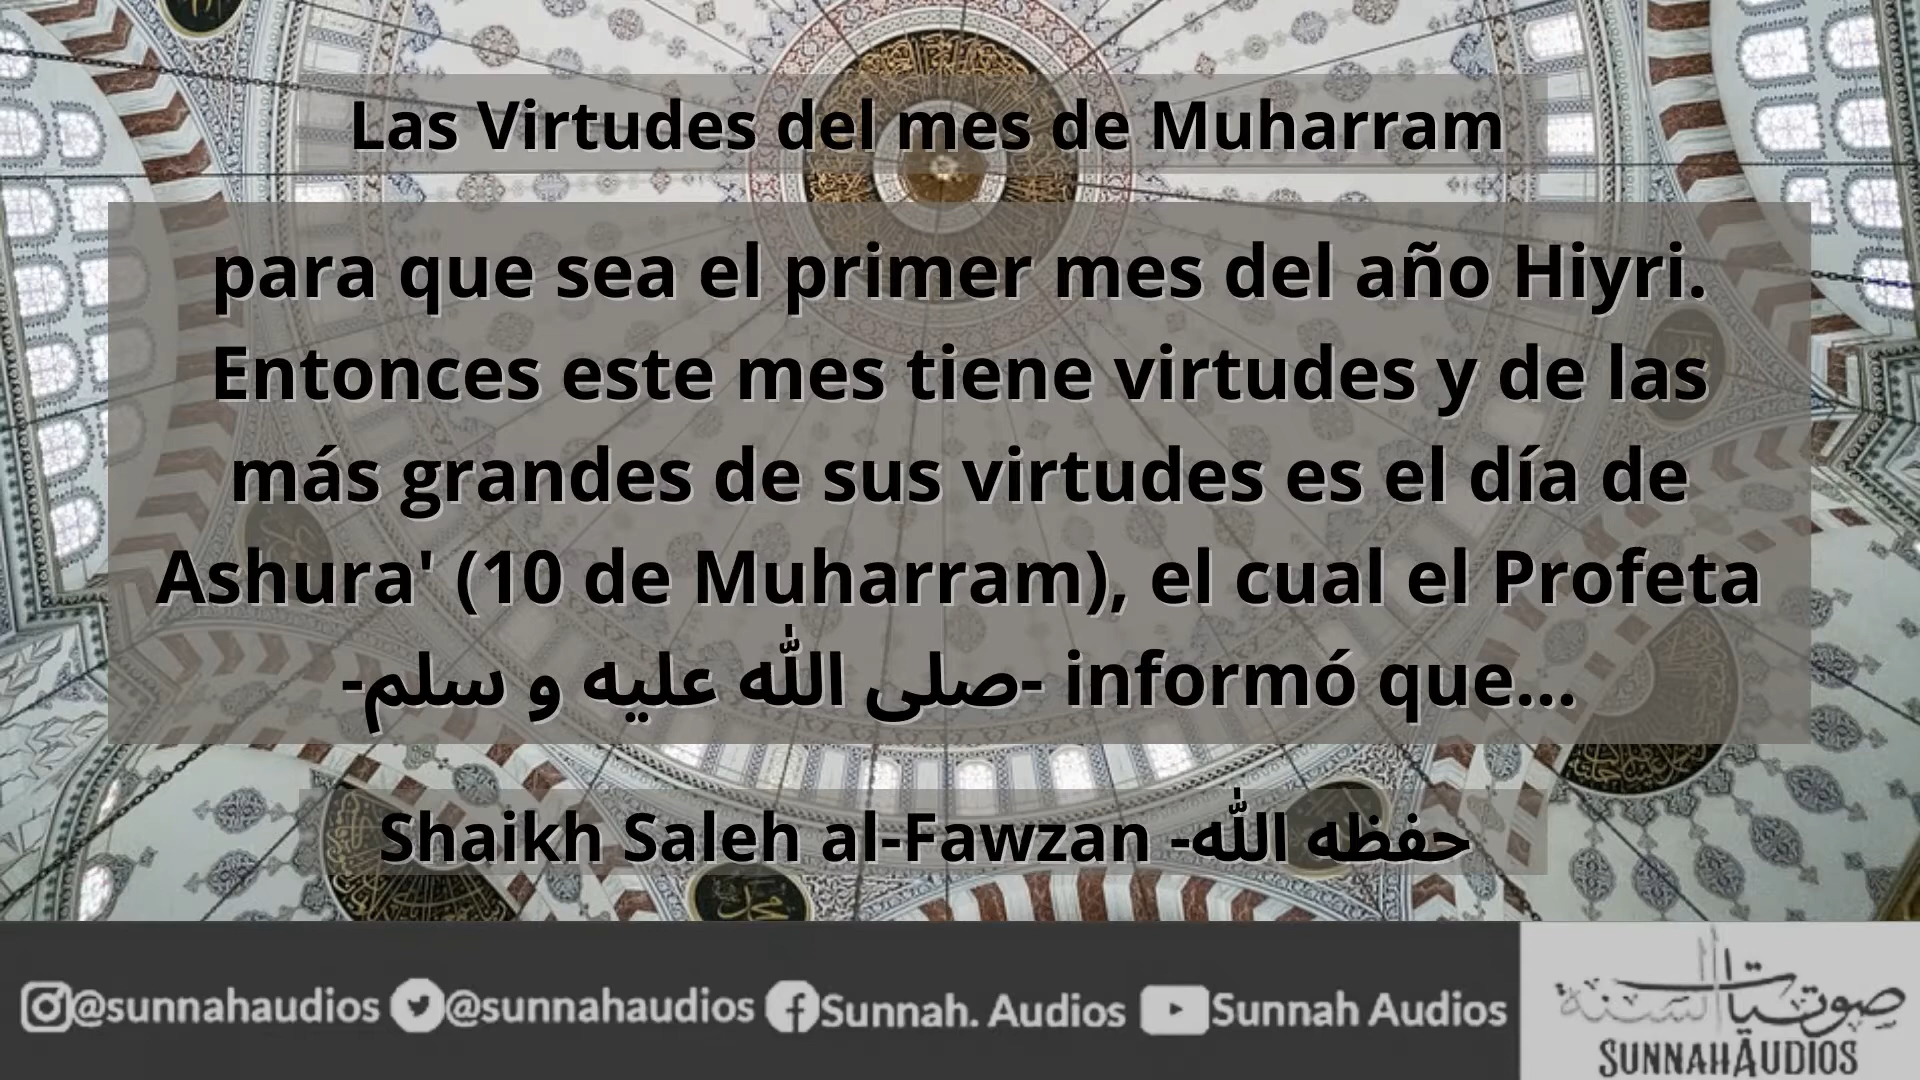 Las Virtudes del mes de Muharram
para que sea el primer mes del año Hiyri.
Entonces este mes tiene virtudes y de las
más grandes de sus virtudes es el día de
Ashura' (10 de Muharram), el cual el Profeta
-صلى الله عليه و سلم- informó que...
Shaikh Saleh al-Fawzan -حفظه الله
@sunnahaudios @sunnahaudios Sunnah. Audios Sunnah Audios
صوتيات السنة
SUNNAHAUDIOS
محمد